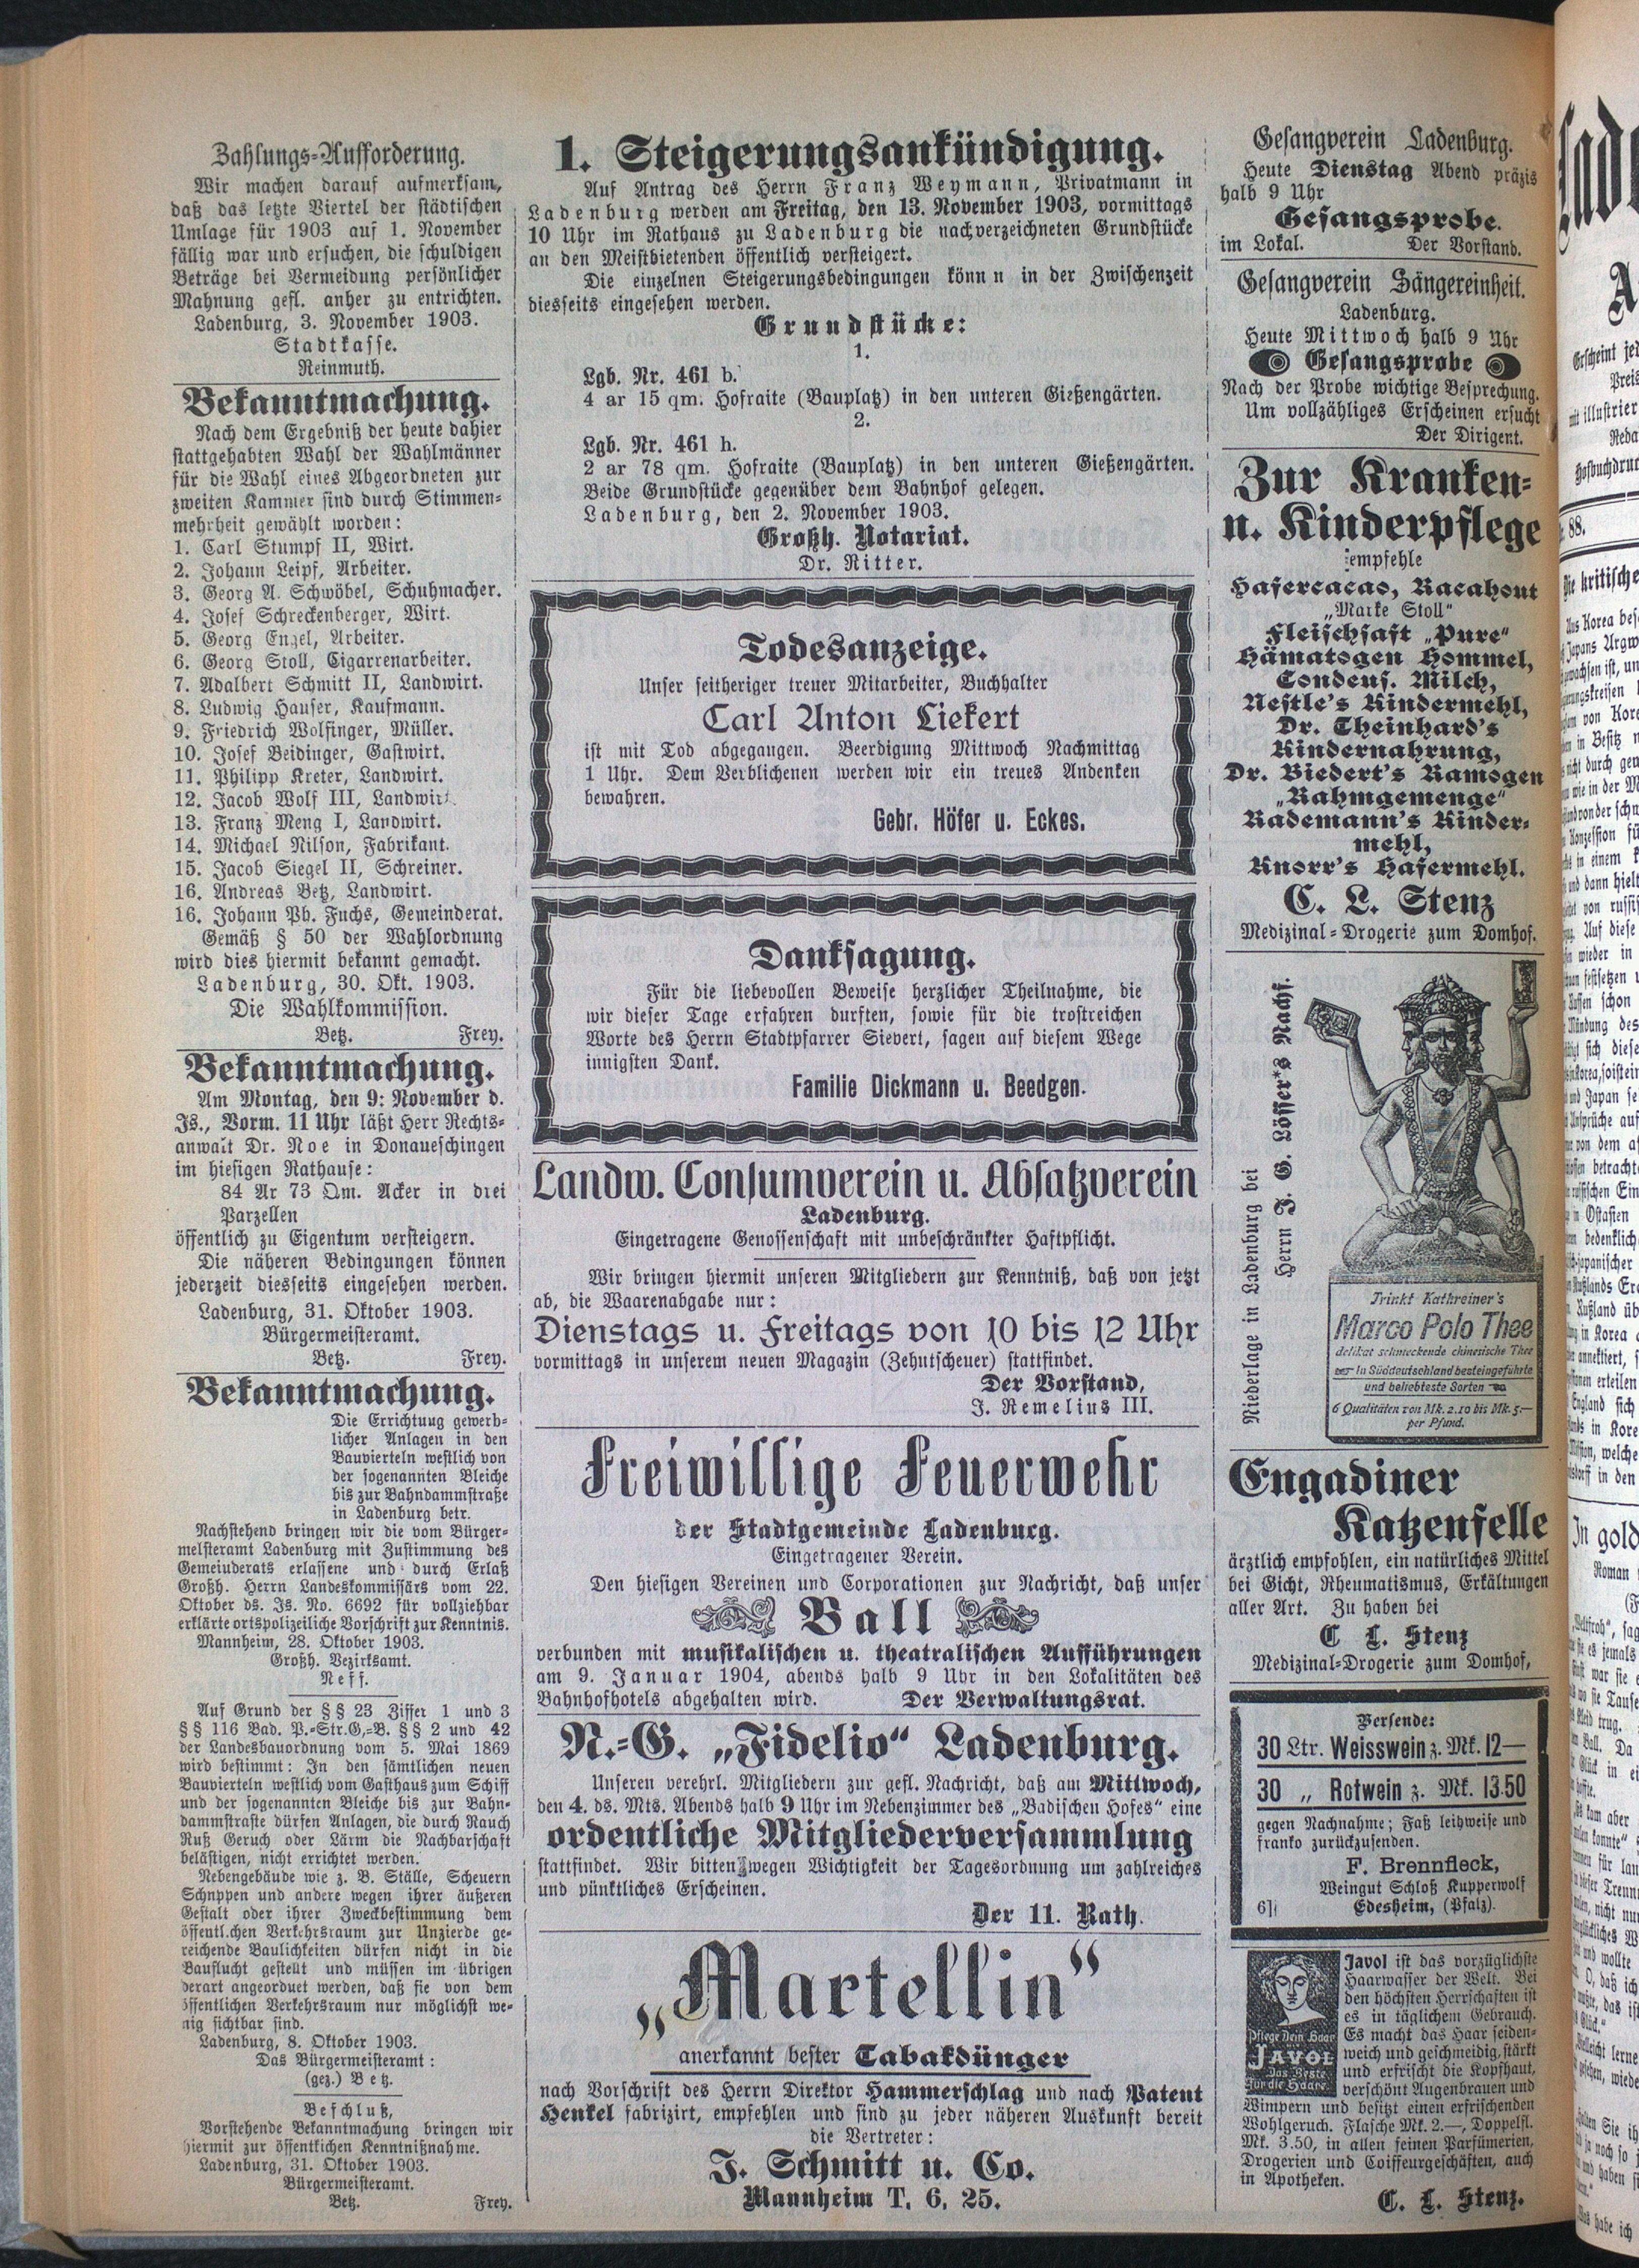 Zahlungs-Aufforderung.
Wir machen darauf aufmerksam,
daß das letzte Viertel der städtischen
Umlage für 1903 auf 1. November
fällig war und ersuchen, die schuldigen
Beträge bei Vermeidung persönlicher
Mahnung gefl. anher zu entrichten.
Ladenburg, 3. November 1903.
Stadtkasse.
Reinmuth.
Bekanntmachung.
Nach dem Ergebniß der heute dahier
stattgehabten Wahl der Wahlmänner
für die Wahl eines Abgeordneten zur
zweiten Kammer sind durch Stimmen-
mehrheit gewählt worden:
1. Carl Stumpf II, Wirt.
2. Johann Leipf, Arbeiter.
3. Georg A. Schwöbel, Schuhmacher.
4. Josef Schreckenberger, Wirt.
5. Georg Engel, Arbeiter.
6. Georg Stoll, Cigarrenarbeiter.
7. Adalbert Schmitt II, Landwirt.
8. Ludwig Hauser, Kaufmann.
9. Friedrich Wolfinger, Müller.
10. Josef Beidinger, Gastwirt.
11. Philipp Kreter, Landwirt.
12. Jacob Wolf III, Landwirt.
13. Franz Meng I, Landwirt.
14. Michael Nilson, Fabrikant.
15. Jacob Siegel II, Schreiner.
16. Andreas Betz, Landwirt.
16. Johann Ph. Fuchs, Gemeinderat.
Gemäß § 50 der Wahlordnung
wird dies hiermit bekannt gemacht.
Ladenburg, 30. Okt. 1903.
Die Wahlkommission.
Betz. Frey.
Bekanntmachung.
Am Montag, den 9. November d.
Js., Vorm. 11 Uhr läßt Herr Rechts-
anwalt Dr. Noe in Donaueschingen
im hiesigen Rathause:
84 Ar 73 Qm. Acker in drei
Parzellen
öffentlich zu Eigentum versteigern.
Die näheren Bedingungen können
jederzeit diesseits eingesehen werden.
Ladenburg, 31. Oktober 1903.
Bürgermeisteramt.
Betz. Frey.
Bekanntmachung.
Die Errichtuug gewerb-
licher Anlagen in den
Bauvierteln westlich von
der sogenannten Bleiche
bis zur Bahndammstraße
in Ladenburg betr.
Nachstehend bringen wir die vom Bürger-
meisteramt Ladenburg mit Zustimmung des
Gemeinderats erlassene und durch Erlaß
Großh. Herrn Landeskommissärs vom 22.
Oktober ds. Js. No. 6692 für vollziehbar
erklärte ortspolizeiliche Vorschrift zur Kenntnis.
Mannheim, 28. Oktober 1903.
Großh. Bezirksamt.
Neff.
Auf Grund der §§ 23 Ziffer 1 und 3
§§ 116 Bad. P.-Str.G.-B. §§ 2 und 42
der Landesbauordnung vom 5. Mai 1869
wird bestimmt: In den sämtlichen neuen
Bauvierteln westlich vom Gasthaus zum Schiff
und der sogenannten Bleiche bis zur Bahn-
dammstraße dürfen Anlagen, die durch Rauch
Ruß Geruch oder Lärm die Nachbarschaft
belästigen, nicht errichtet werden.
Nebengebäude wie z. B. Ställe, Scheuern
Schnppen und andere wegen ihrer äußeren
Gestalt oder ihrer Zweckbestimmung dem
öffentl.chen Verkehrsraum zur Unzierde ge-
reichende Baulichkeiten dürfen nicht in die
Bauflucht gestellt und müssen im übrigen
derart angeorduet werden, daß sie von dem
öffentlichen Verkehrsraum nur möglichst we-
nig sichtbar sind.
Ladenburg, 8. Oktober 1903.
Das Bürgermeisteramt:
(gez.) Betz.
Beschluß,
Vorstehende Bekanntmachung bringen wir
hiermit zur öffentlichen Kenntnißnahme.
Ladenburg, 31. Oktober 1903.
Bürgermeisteramt.
Betz. Frey.
1. Steigerungsankündigung.
Auf Antrag des Herrn Franz Weymann, Privatmann in
Ladenburg werden am Freitag, den 13. November 1903, vormittags
10 Uhr im Rathaus zu Ladenburg die nachverzeichneten Grundstücke
an den Meistbietenden öffentlich versteigert.
Die einzelnen Steigerungsbedingungen könn n in der Zwischenzeit
diesseits eingesehen werden.
Grundstücke:
1.
Lgb. Nr. 461 b.
4 ar 15 qm. Hofraite (Bauplatz) in den unteren Gießengärten.
2.
Lgb. Nr. 461 h.
2 ar 78 qm. Hofraite (Bauplatz) in den unteren Gießengärten.
Beide Grundstücke gegenüber dem Bahnhof gelegen.
Ladenburg, den 2. November 1903.
Großh. Notariat.
Dr. Ritter.
Todesanzeige.
Unser seitheriger treuer Mitarbeiter, Buchhalter
Carl Anton Liekert
ist mit Tod abgegangen. Beerdigung Mittwoch Nachmittag
1 Uhr. Dem Verblichenen werden wir ein treues Andenken
bewahren.
Gebr. Höfer u. Eckes.
Danksagung.
Für die liebevollen Beweise herzlicher Theilnahme, die
wir dieser Tage erfahren durften, sowie für die trostreichen
Worte des Herrn Stadtpfarrer Sievert, sagen auf diesem Wege
innigsten Dank.
Familie Dickmann u. Beedgen.
Landw. Consumverein u. Absatzverein
Ladenburg.
Eingetragene Genossenschaft mit unbeschränkter Haftpflicht.
Wir bringen hiermit unseren Mitgliedern zur Kenntniß, daß von jetzt
ab, die Waarenabgabe nur:
Dienstags u. Freitags von 10 bis 12 Uhr
vormittags in unserem neuen Magazin (Zehntscheuer) stattfindet.
Der Vorstand,
J. Remelius III.
Freiwillige Feuerwehr
der Stadtgemeinde Ladenburg.
Eingetragener Verein.
Den hiesigen Vereinen und Corporationen zur Nachricht, daß unser
Ball
verbunden mit musikalischen u. theatralischen Aufführungen
am 9. Januar 1904, abends halb 9 Uhr in den Lokalitäten des
Bahnhofhotels abgehalten wird. Der Verwaltungsrat.
N.-G. „Fidelio“ Ladenburg.
Unseren verehrl. Mitgliedern zur gefl. Nachricht, daß am Mittwoch,
den 4. ds. Mts. Abends halb 9 Uhr im Nebenzimmer des „Badischen Hofes“ eine
ordentliche Mitgliederversammlung
stattfindet. Wir bitten wegen Wichtigkeit der Tagesordnung um zahlreiches
und pünktliches Erscheinen.
Der 11. Rath.
„Martellin“
anerkannt bester Tabakdünger
nach Vorschrift des Herrn Direktor Hammerschlag und nach Patent
Henkel fabrizirt, empfehlen und sind zu jeder näheren Auskunft bereit
die Vertreter:
J. Schmitt u. Co.
Mannheim T. 6, 25.
Gesangverein Ladenburg.
Heute Dienstag Abend präzis
halb 9 Uhr
Gesangsprobe.
im Lokal. Der Vorstand.
Gesangverein Sängereinheit.
Ladenburg.
Heute Mittwoch halb 9 Uhr
Gesangsprobe
Nach der Probe wichtige Besprechung.
Um vollzähliges Erscheinen ersucht
Der Dirigent.
Zur Kranken-
u. Kinderpflege
empfehle
Hafercacao, Racahout
„Marke Stoll“
Fleischsaft „Pure“
Hämatogen Hommel,
Condens. Milch,
Nestle's Kindermehl,
Dr. Theinhard's
Kindernahrung,
Dr. Biedert's Ramogen
„Rahmgemenge“
Rademann's Kinder-
mehl,
Knorr's Hafermehl.
C. L. Stenz
Medizinal-Drogerie zum Domhof.
Niederlage in Ladenburg bei
Herrn J. G. Löffer's Nachf.
Trinkt Kathreiner's
Marco Polo Thee
delikat schmeckende chinesische Thee
In Süddeutschland besteingeführte
und beliebteste Sorten
6 Qualitäten von Mk. 2.10 bis Mk. 5.—
per Pfund.
Engadiner
Katzenfelle
ärztlich empfohlen, ein natürliches Mittel
bei Gicht, Rheumatismus, Erkältungen
aller Art. Zu haben bei
C L. Stenz
Medizinal-Drogerie zum Domhof,
Versende:
30 Ltr. Weisswein z. Mk. 12—
30 „ Rotwein z. Mk. 13.50
gegen Nachnahme; Faß leihweise und
franko zurückzusenden.
F. Brennfleck,
Weingut Schloß Kupperwolf
6] Edesheim, (Pfalz).
Pflege Dein Haar
JAVOL
Das Beste
für die Haare.
Javol ist das vorzüglichste
Haarwasser der Welt. Bei
den höchsten Herrschaften ist
es in täglichem Gebrauch.
Es macht das Haar seiden-
weich und geschmeidig, stärkt
und erfrischt die Kopfhaut,
verschönt Augenbrauen und
Wimpern und besitzt einen erfrischenden
Wohlgeruch. Flasche Mk. 2.—, Doppelfl.
Mk. 3.50, in allen feinen Parfümerien,
Drogerien und Coiffeurgeschäften, auch
in Apotheken.
C. L. Stenz.